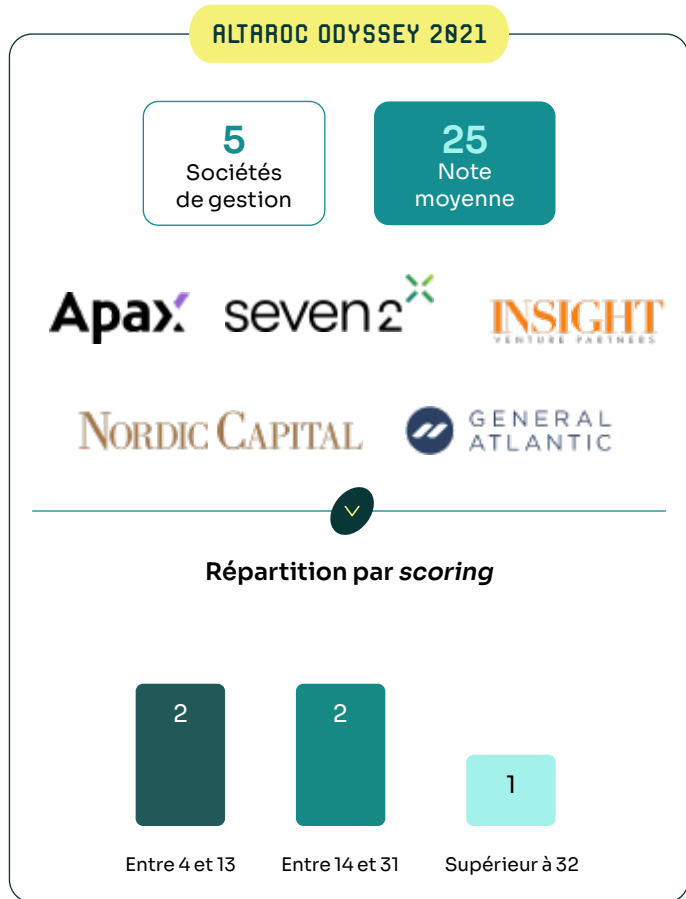 ALTAROC ODYSSEY 2021
5
Sociétés
de gestion
25
Note
moyenne
Apax
seven2
INSIGHT
VENTURE PARTNERS
NORDIC CAPITAL
GENERAL
ATLANTIC
Répartition par scoring
2
2
1
Entre 4 et 13
Entre 14 et 31
Supérieur à 32